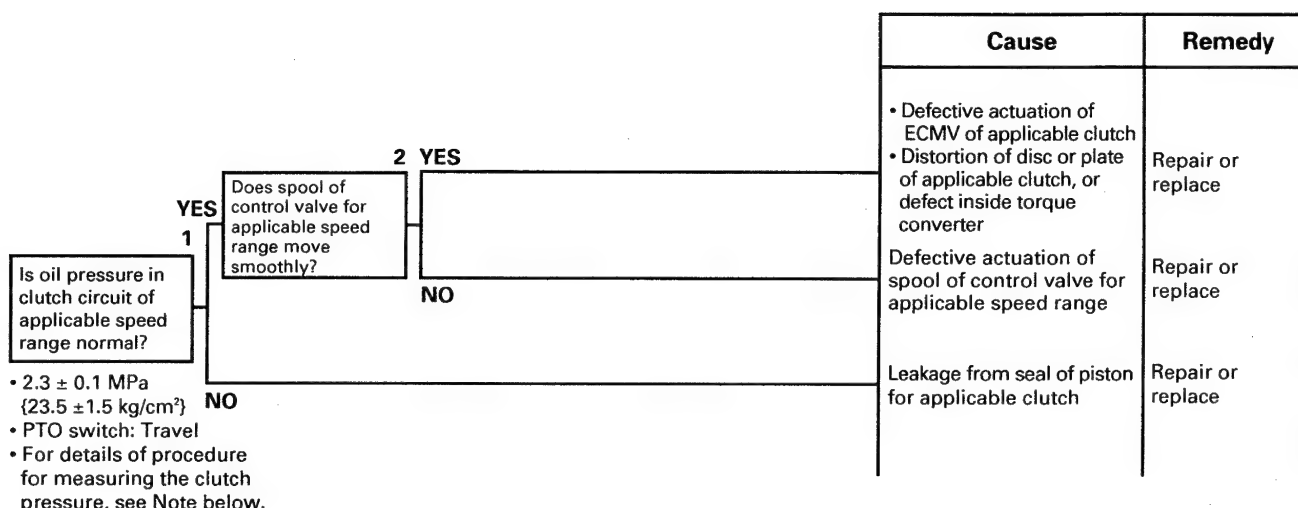 Cause
Remedy
• Defective actuation of
ECMV of applicable clutch
• Distortion of disc or plate
of applicable clutch, or
defect inside torque
converter
Repair or
replace
2 YES
Does spool of
control valve for
applicable speed
range move
smoothly?
YES
1
Is oil pressure in
clutch circuit of
applicable speed
range normal?
NO
Defective actuation of
spool of control valve for
applicable speed range
Repair or
replace
NO
Leakage from seal of piston
for applicable clutch
Repair or
replace
• 2.3 ± 0.1 MPa
{23.5 ±1.5 kg/cm²}
• PTO switch: Travel
• For details of procedure
for measuring the clutch
pressure, see Note below.